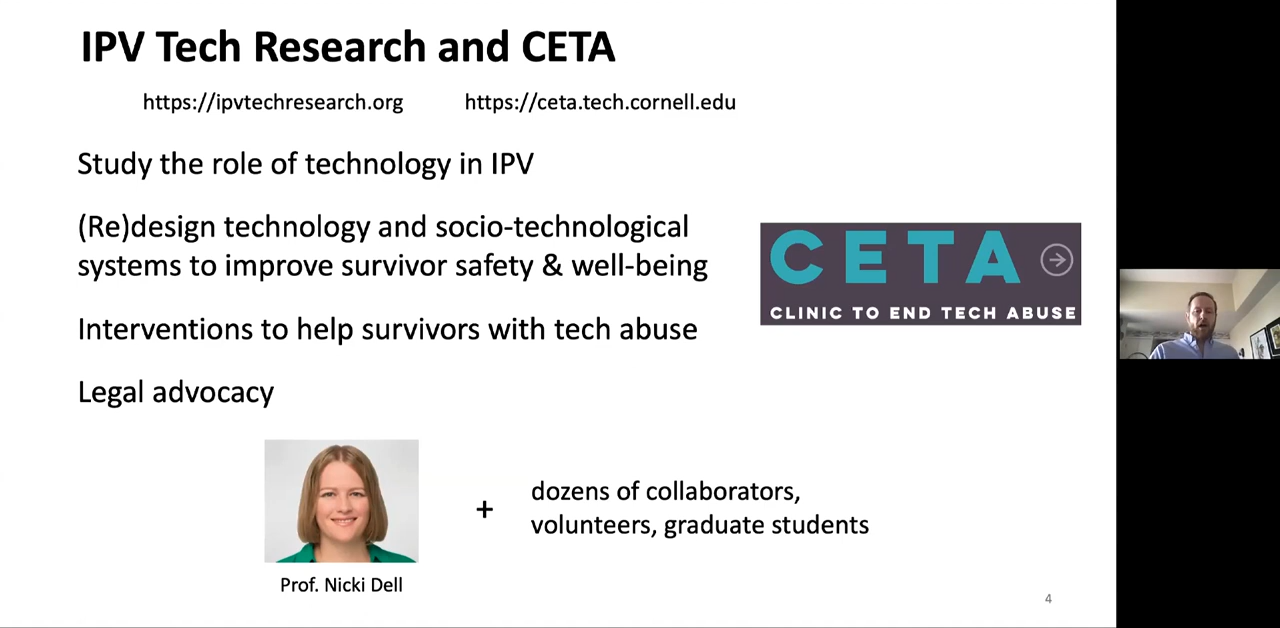 IPV Tech Research and CETA
https://ipvtechresearch.org https://ceta.tech.cornell.edu
Study the role of technology in IPV
(Re)design technology and socio-technological
systems to improve survivor safety & well-being
CETA
CLINIC TO END TECH ABUSE
Interventions to help survivors with tech abuse
Legal advocacy
+
dozens of collaborators,
volunteers, graduate students
Prof. Nicki Dell
4